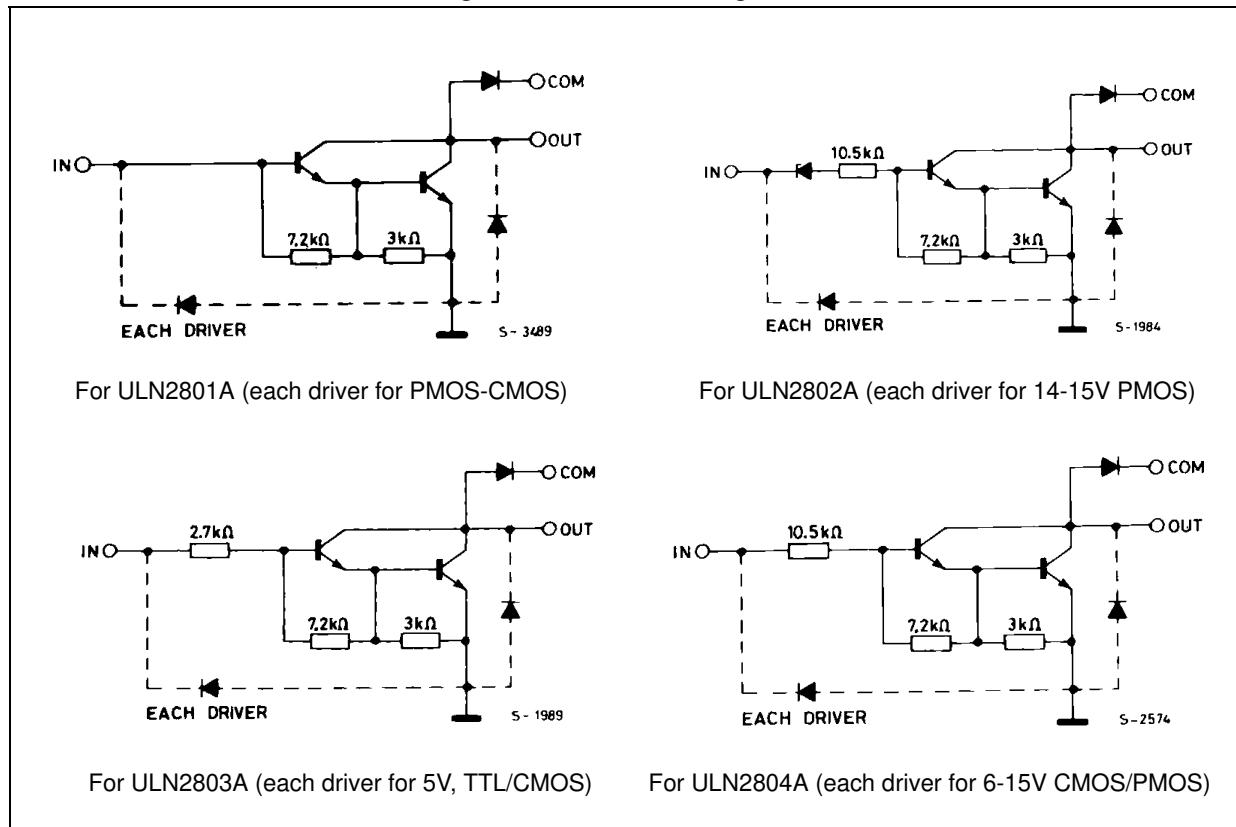 COM
OUT
IN
7.2kΩ
3kΩ
EACH DRIVER
S-3489
For ULN2801A (each driver for PMOS-CMOS)
COM
OUT
IN
10.5kΩ
7.2kΩ
3kΩ
EACH DRIVER
S-1984
For ULN2802A (each driver for 14-15V PMOS)
COM
OUT
IN
2.7kΩ
7.2kΩ
3kΩ
EACH DRIVER
S-1989
For ULN2803A (each driver for 5V, TTL/CMOS)
COM
OUT
IN
10.5kΩ
7.2kΩ
3kΩ
EACH DRIVER
S-2574
For ULN2804A (each driver for 6-15V CMOS/PMOS)